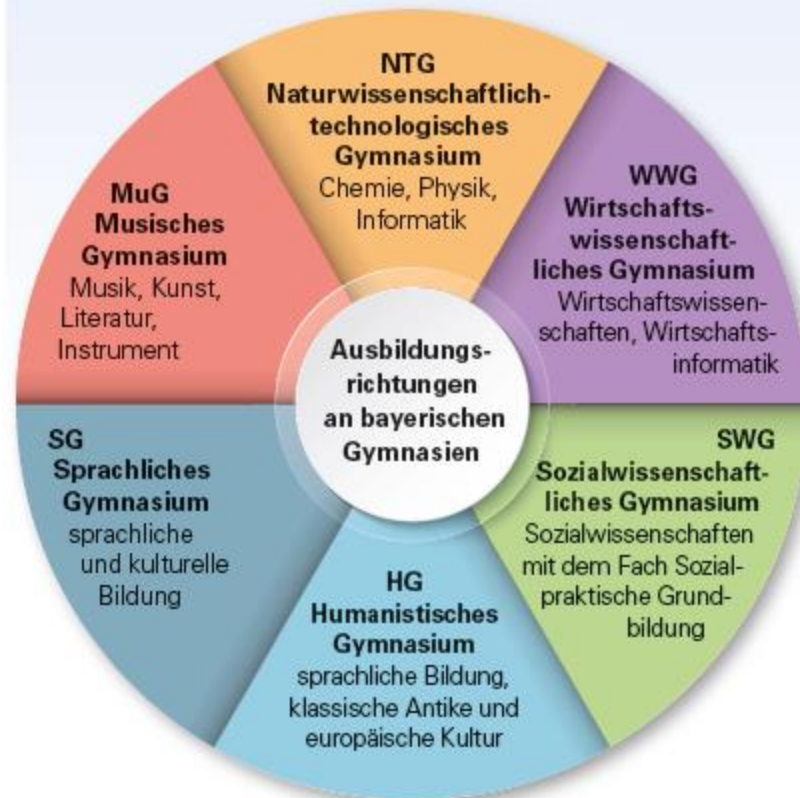 NTG
Naturwissenschaftlich-
technologisches
Gymnasium
Chemie, Physik,
Informatik
WWG
Wirtschafts-
wissenschaft-
liches Gymnasium
Wirtschaftswissen-
schaften, Wirtschafts-
informatik
SWG
Sozialwissenschaft-
liches Gymnasium
Sozialwissenschaften
mit dem Fach Sozial-
praktische Grund-
bildung
HG
Humanistisches
Gymnasium
sprachliche Bildung,
klassische Antike und
europäische Kultur
SG
Sprachliches
Gymnasium
sprachliche
und kulturelle
Bildung
MuG
Musisches
Gymnasium
Musik, Kunst,
Literatur,
Instrument
Ausbildungs-
richtungen
an bayerischen
Gymnasien